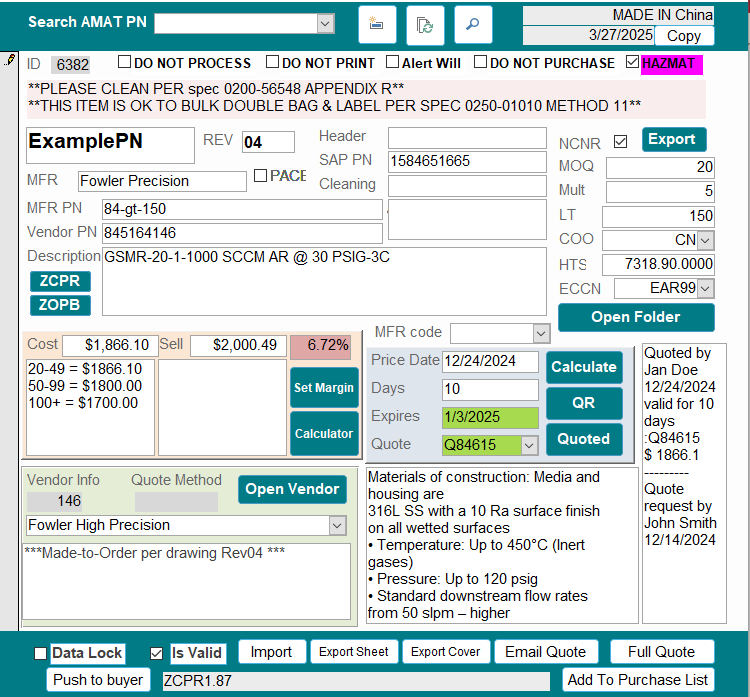 Search AMAT PN
MADE IN China
3/27/2025 Copy
ID 6382 DO NOT PROCESS DO NOT PRINT Alert Will DO NOT PURCHASE HAZMAT
**PLEASE CLEAN PER spec 0200-56548 APPENDIX R**
**THIS ITEM IS OK TO BULK DOUBLE BAG & LABEL PER SPEC 0250-01010 METHOD 11**
ExamplePN REV 04
Header
SAP PN 1584651665
Cleaning
NCNR Export
MOQ 20
Mult 5
LT 150
COO CN
HTS 7318.90.0000
ECCN EAR99
Open Folder
MFR Fowler Precision PACE
MFR PN 84-gt-150
Vendor PN 845164146
Description GSMR-20-1-1000 SCCM AR @ 30 PSIG-3C
ZCPR
ZOPB
Cost $1,866.10 Sell $2,000.49 6.72%
20-49 = $1866.10
50-99 = $1800.00
100+ = $1700.00
Set Margin
Calculator
MFR code
Price Date 12/24/2024 Calculate
Days 10 QR
Expires 1/3/2025
Quote Q84615 Quoted
Quoted by
Jan Doe
12/24/2024
valid for 10
days
:Q84615
$ 1866.1
---------
Quote
request by
John Smith
12/14/2024
Vendor Info Quote Method Open Vendor
146
Fowler High Precision
***Made-to-Order per drawing Rev04 ***
Materials of construction: Media and
housing are
316L SS with a 10 Ra surface finish
on all wetted surfaces
• Temperature: Up to 450°C (Inert
gases)
• Pressure: Up to 120 psig
• Standard downstream flow rates
from 50 slpm – higher
Data Lock Is Valid Import Export Sheet Export Cover Email Quote Full Quote
Push to buyer ZCPR1.87 Add To Purchase List